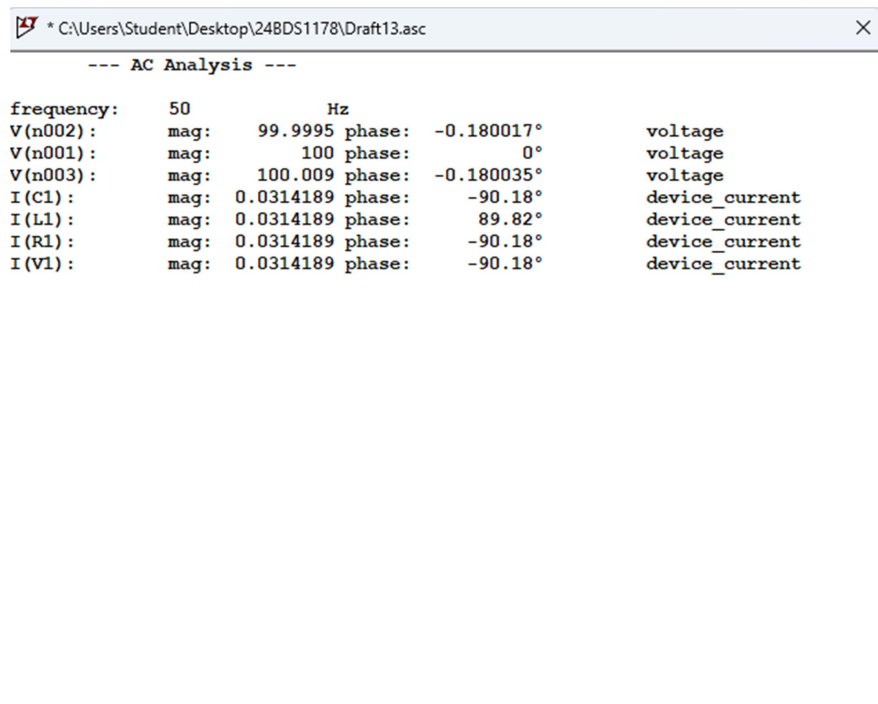 * C:\Users\Student\Desktop\24BDS1178\Draft13.asc
--- AC Analysis ---
frequency: 50 Hz
V(n002): mag: 99.9995 phase: -0.180017° voltage
V(n001): mag: 100 phase: 0° voltage
V(n003): mag: 100.009 phase: -0.180035° voltage
I(C1): mag: 0.0314189 phase: -90.18° device_current
I(L1): mag: 0.0314189 phase: 89.82° device_current
I(R1): mag: 0.0314189 phase: -90.18° device_current
I(V1): mag: 0.0314189 phase: -90.18° device_current